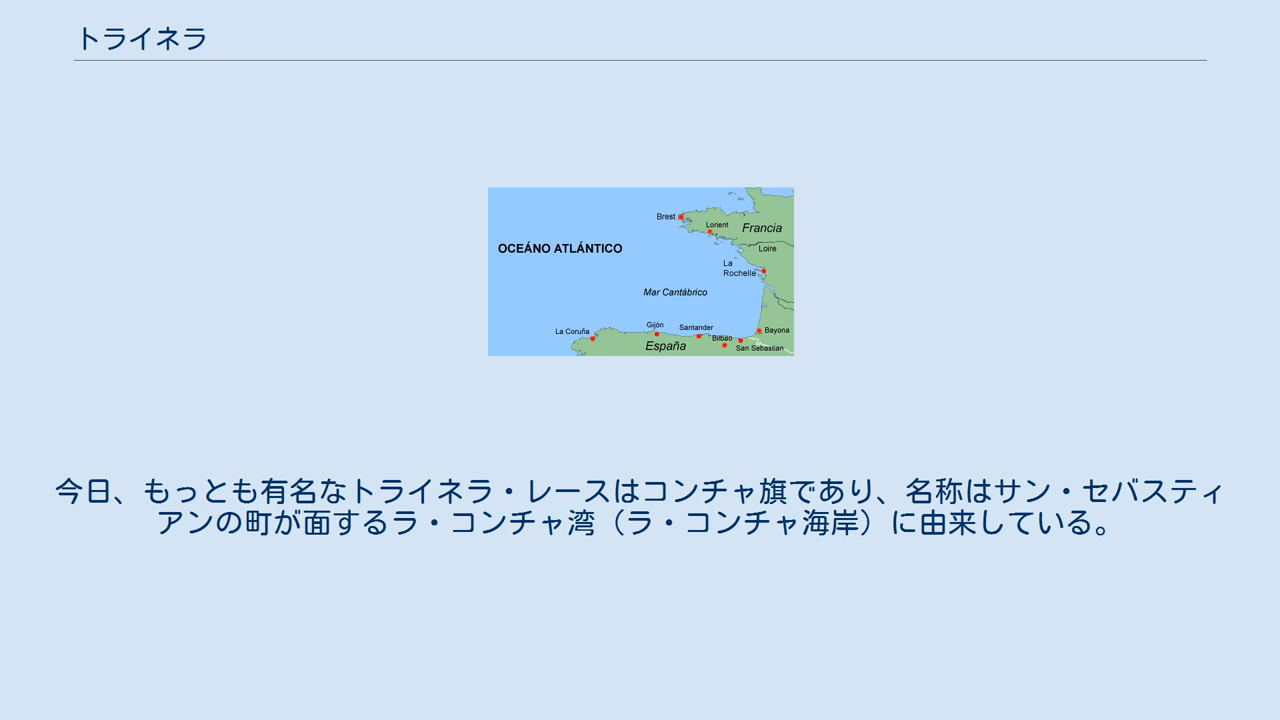 トライネラ
Brest
Lorient
Francia
OCEÁNO ATLÁNTICO
Loire
La
Rochelle
Mar Cantábrico
La Coruña
Gijón
Santander
Bilbao
Bayona
España
San Sebastian
今日、もっとも有名なトライネラ・レースはコンチャ旗であり、名称はサン・セバスティ
アンの町が面するラ・コンチャ湾（ラ・コンチャ海岸）に由来している。